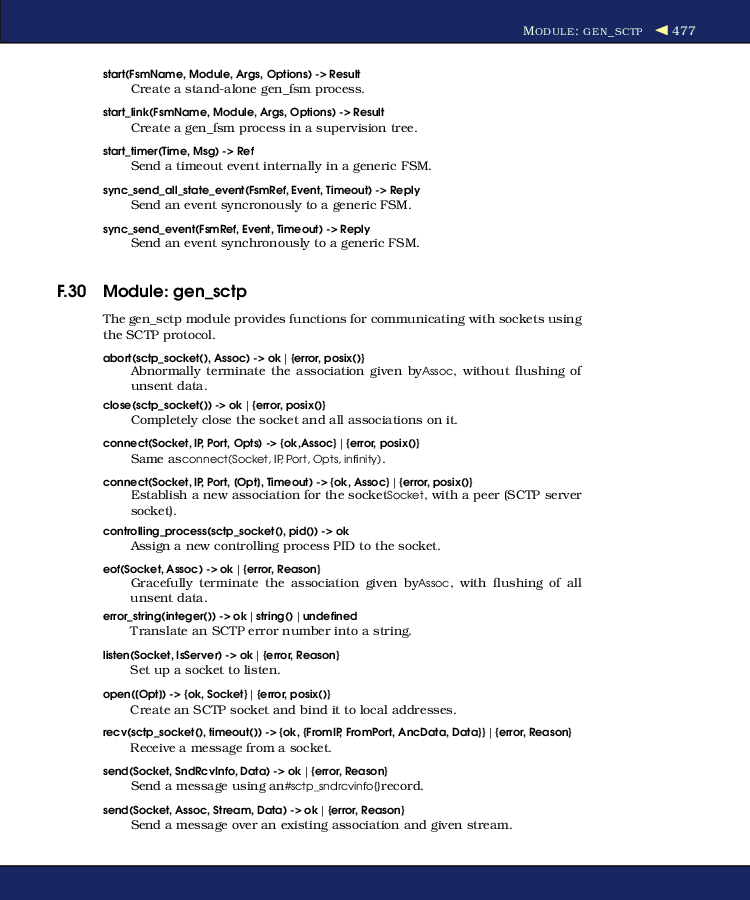 MODULE: GEN_SCTP ◀ 477
start(FsmName, Module, Args, Options) -> Result
Create a stand-alone gen_fsm process.
start_link(FsmName, Module, Args, Options) -> Result
Create a gen_fsm process in a supervision tree.
start_timer(Time, Msg) -> Ref
Send a timeout event internally in a generic FSM.
sync_send_all_state_event(FsmRef, Event, Timeout) -> Reply
Send an event syncronously to a generic FSM.
sync_send_event(FsmRef, Event, Timeout) -> Reply
Send an event synchronously to a generic FSM.
F.30 Module: gen_sctp
The gen_sctp module provides functions for communicating with sockets using
the SCTP protocol.
abort(sctp_socket(), Assoc) -> ok | {error, posix()}
Abnormally terminate the association given byAssoc, without flushing of
unsent data.
close(sctp_socket()) -> ok | {error, posix()}
Completely close the socket and all associations on it.
connect(Socket, IP, Port, Opts) -> {ok,Assoc} | {error, posix()}
Same asconnect(Socket, IP, Port, Opts, infinity).
connect(Socket, IP, Port, (Opt), Timeout) -> {ok, Assoc} | {error, posix()}
Establish a new association for the socketSocket, with a peer (SCTP server
socket).
controlling_process(sctp_socket(), pid()) -> ok
Assign a new controlling process PID to the socket.
eof(Socket, Assoc) -> ok | {error, Reason}
Gracefully terminate the association given byAssoc, with flushing of all
unsent data.
error_string(integer()) -> ok | string() | undefined
Translate an SCTP error number into a string.
listen(Socket, IsServer) -> ok | {error, Reason}
Set up a socket to listen.
open((Opt)) -> {ok, Socket} | {error, posix()}
Create an SCTP socket and bind it to local addresses.
recv(sctp_socket(), timeout()) -> {ok, {FromIP, FromPort, AncData, Data}} | {error, Reason}
Receive a message from a socket.
send(Socket, SndRcvInfo, Data) -> ok | {error, Reason}
Send a message using an#sctp_sndrcvinfo{}record.
send(Socket, Assoc, Stream, Data) -> ok | {error, Reason}
Send a message over an existing association and given stream.